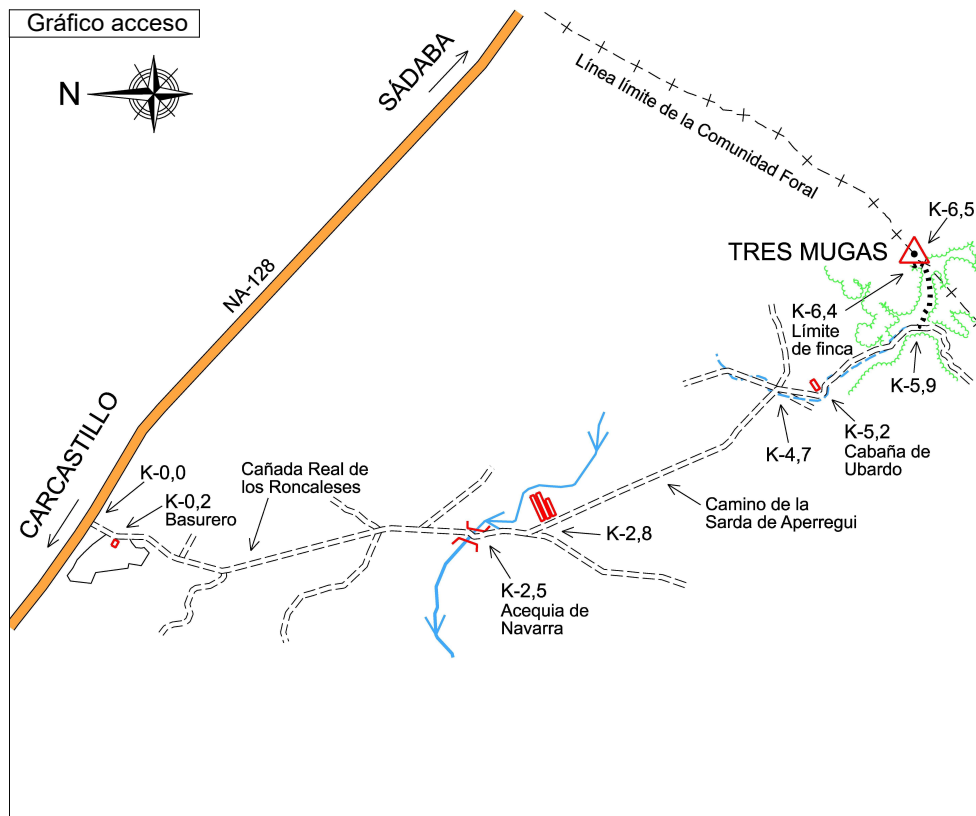 Gráfico acceso
N
SÁDABA
Línea límite de la Comunidad Foral
K-6,5
TRES MUGAS
NA-128
K-6,4
Límite
de finca
K-5,9
CARCASTILLO
K-0,0
K-0,2
Basurero
Cañada Real de
los Roncaleses
K-4,7
K-5,2
Cabaña de
Ubardo
Camino de la
Sarda de Aperregui
K-2,8
K-2,5
Acequia de
Navarra